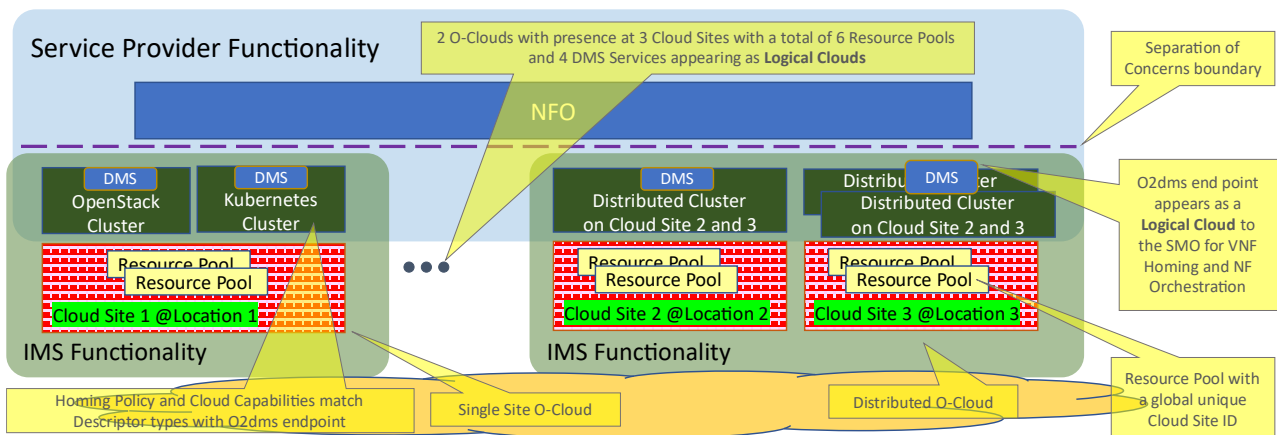 2 O-Clouds with presence at 3 Cloud Sites with a total of 6 Resource Pools
and 4 DMS Services appearing as Logical Clouds
Service Provider Functionality
Separation of
Concerns boundary
NFO
DMS
OpenStack
Cluster
DMS
Kubernetes
Cluster
DMS
Distributed Cluster
on Cloud Site 2 and 3
DMS
Distributed Cluster
on Cloud Site 2 and 3
O2dms end point
appears as a
Logical Cloud to
the SMO for VNF
Homing and NF
Orchestration
Resource Pool
Resource Pool
Cloud Site 1 @Location 1
Resource Pool
Resource Pool
Cloud Site 2 @Location 2
Resource Pool
Resource Pool
Cloud Site 3 @Location 3
IMS Functionality
IMS Functionality
Homing Policy and Cloud Capabilities match
Descriptor types with O2dms endpoint
Single Site O-Cloud
Distributed O-Cloud
Resource Pool with
a global unique
Cloud Site ID